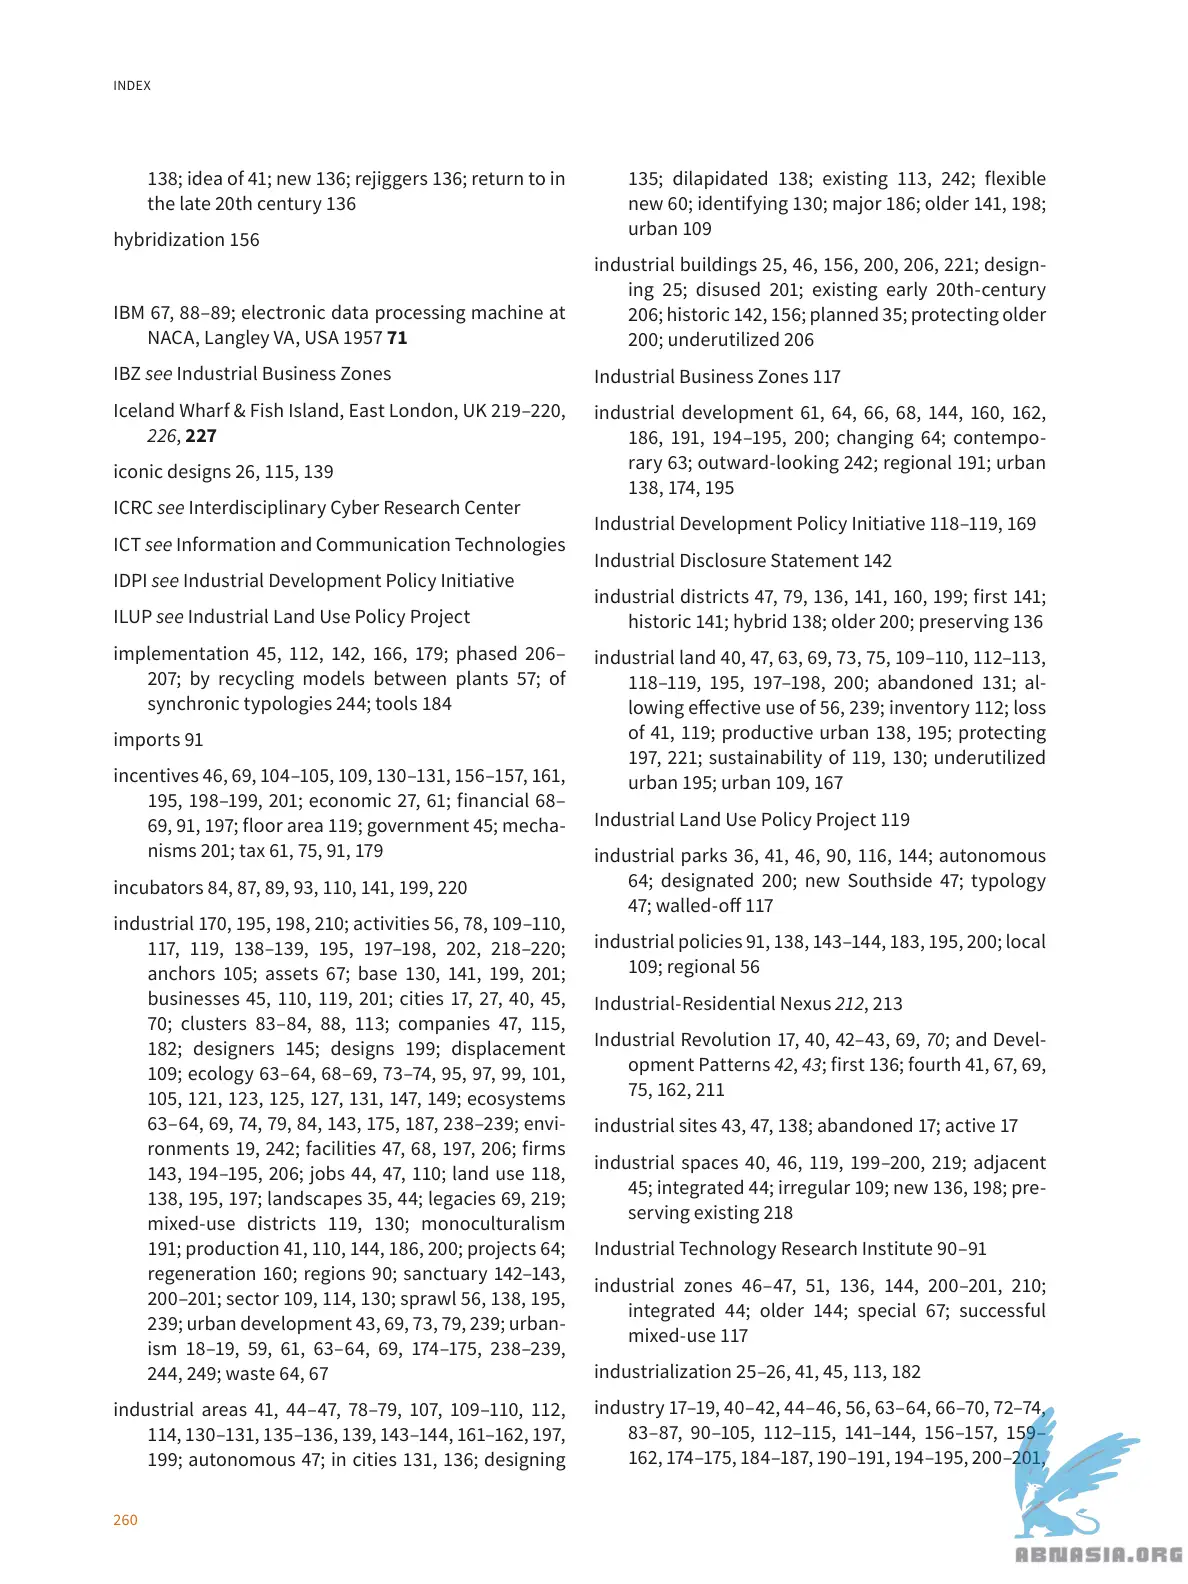 INDEX
138; idea of 41; new 136; rejiggers 136; return to in
the late 20th century 136
hybridization 156
IBM 67, 88–89; electronic data processing machine at
NACA, Langley VA, USA 1957 71
IBZ see Industrial Business Zones
Iceland Wharf & Fish Island, East London, UK 219–220,
226, 227
iconic designs 26, 115, 139
ICRC see Interdisciplinary Cyber Research Center
ICT see Information and Communication Technologies
IDPI see Industrial Development Policy Initiative
ILUP see Industrial Land Use Policy Project
implementation 45, 112, 142, 166, 179; phased 206–
207; by recycling models between plants 57; of
synchronic typologies 244; tools 184
imports 91
incentives 46, 69, 104–105, 109, 130–131, 156–157, 161,
195, 198–199, 201; economic 27, 61; financial 68–
69, 91, 197; floor area 119; government 45; mecha-
nisms 201; tax 61, 75, 91, 179
incubators 84, 87, 89, 93, 110, 141, 199, 220
industrial 170, 195, 198, 210; activities 56, 78, 109–110,
117, 119, 138–139, 195, 197–198, 202, 218–220;
anchors 105; assets 67; base 130, 141, 199, 201;
businesses 45, 110, 119, 201; cities 17, 27, 40, 45,
70; clusters 83–84, 88, 113; companies 47, 115,
182; designers 145; designs 199; displacement
109; ecology 63–64, 68–69, 73–74, 95, 97, 99, 101,
105, 121, 123, 125, 127, 131, 147, 149; ecosystems
63–64, 69, 74, 79, 84, 143, 175, 187, 238–239; envi-
ronments 19, 242; facilities 47, 68, 197, 206; firms
143, 194–195, 206; jobs 44, 47, 110; land use 118,
138, 195, 197; landscapes 35, 44; legacies 69, 219;
mixed-use districts 119, 130; monoculturalism
191; production 41, 110, 144, 186, 200; projects 64;
regeneration 160; regions 90; sanctuary 142–143,
200–201; sector 109, 114, 130; sprawl 56, 138, 195,
239; urban development 43, 69, 73, 79, 239; urban-
ism 18–19, 59, 61, 63–64, 69, 174–175, 238–239,
244, 249; waste 64, 67
industrial areas 41, 44–47, 78–79, 107, 109–110, 112,
114, 130–131, 135–136, 139, 143–144, 161–162, 197,
199; autonomous 47; in cities 131, 136; designing
135; dilapidated 138; existing 113, 242; flexible
new 60; identifying 130; major 186; older 141, 198;
urban 109
industrial buildings 25, 46, 156, 200, 206, 221; design-
ing 25; disused 201; existing early 20th-century
206; historic 142, 156; planned 35; protecting older
200; underutilized 206
Industrial Business Zones 117
industrial development 61, 64, 66, 68, 144, 160, 162,
186, 191, 194–195, 200; changing 64; contempo-
rary 63; outward-looking 242; regional 191; urban
138, 174, 195
Industrial Development Policy Initiative 118–119, 169
Industrial Disclosure Statement 142
industrial districts 47, 79, 136, 141, 160, 199; first 141;
historic 141; hybrid 138; older 200; preserving 136
industrial land 40, 47, 63, 69, 73, 75, 109–110, 112–113,
118–119, 195, 197–198, 200; abandoned 131; al-
lowing effective use of 56, 239; inventory 112; loss
of 41, 119; productive urban 138, 195; protecting
197, 221; sustainability of 119, 130; underutilized
urban 195; urban 109, 167
Industrial Land Use Policy Project 119
industrial parks 36, 41, 46, 90, 116, 144; autonomous
64; designated 200; new Southside 47; typology
47; walled-off 117
industrial policies 91, 138, 143–144, 183, 195, 200; local
109; regional 56
Industrial-Residential Nexus 212, 213
Industrial Revolution 17, 40, 42–43, 69, 70; and Devel-
opment Patterns 42, 43; first 136; fourth 41, 67, 69,
75, 162, 211
industrial sites 43, 47, 138; abandoned 17; active 17
industrial spaces 40, 46, 119, 199–200, 219; adjacent
45; integrated 44; irregular 109; new 136, 198; pre-
serving existing 218
Industrial Technology Research Institute 90–91
industrial zones 46–47, 51, 136, 144, 200–201, 210;
integrated 44; older 144; special 67; successful
mixed-use 117
industrialization 25–26, 41, 45, 113, 182
industry 17–19, 40–42, 44–46, 56, 63–64, 66–70, 72–74,
83–87, 90–105, 112–115, 141–144, 156–157, 159–
162, 174–175, 184–187, 190–191, 194–195, 200–201,
260
ABNASIA.ORG